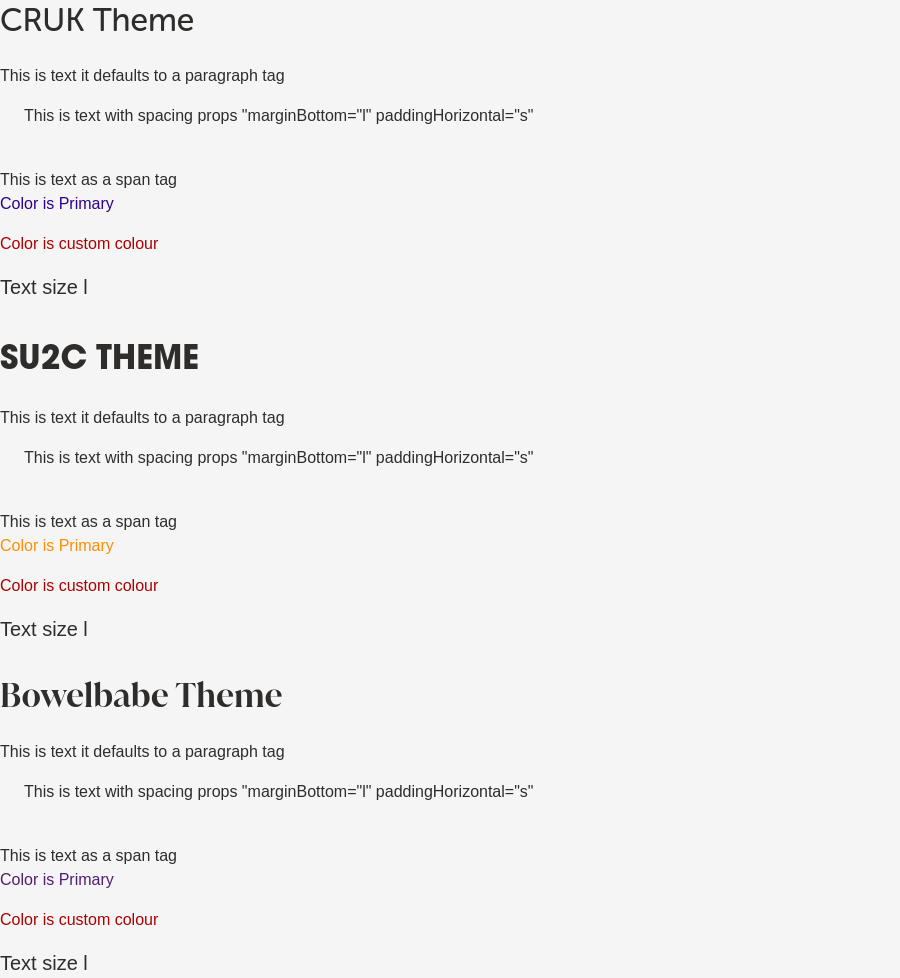 CRUK Theme
This is text it defaults to a paragraph tag
This is text with spacing props "marginBottom="l" paddingHorizontal="s"
This is text as a span tag
Color is Primary
Color is custom colour
Text size l
SU2C THEME
This is text it defaults to a paragraph tag
This is text with spacing props "marginBottom="l" paddingHorizontal="s"
This is text as a span tag
Color is Primary
Color is custom colour
Text size l
Bowelbabe Theme
This is text it defaults to a paragraph tag
This is text with spacing props "marginBottom="l" paddingHorizontal="s"
This is text as a span tag
Color is Primary
Color is custom colour
Text size l